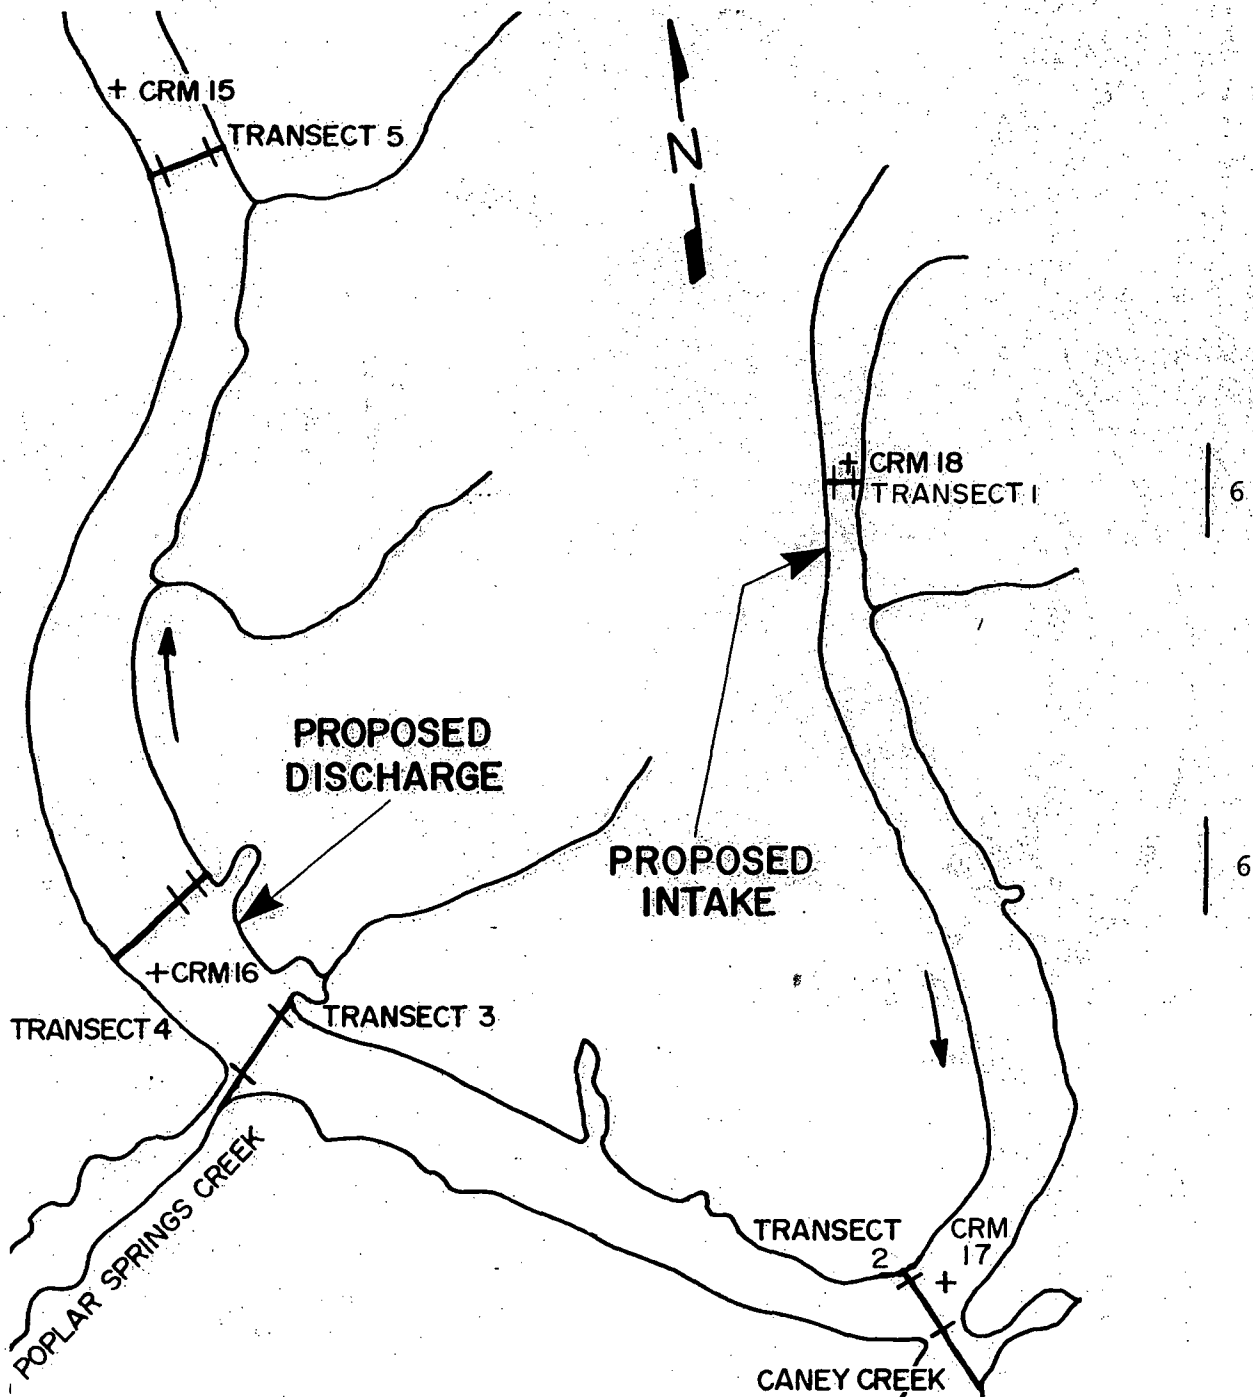 + CRM 15
TRANSECT 5
N
+ CRM 18
TRANSECT 1
6
PROPOSED
DISCHARGE
PROPOSED
INTAKE
6
+CRM 16
TRANSECT 4
TRANSECT 3
POPLAR SPRINGS CREEK
TRANSECT
2
CRM
17
+
CANEY CREEK